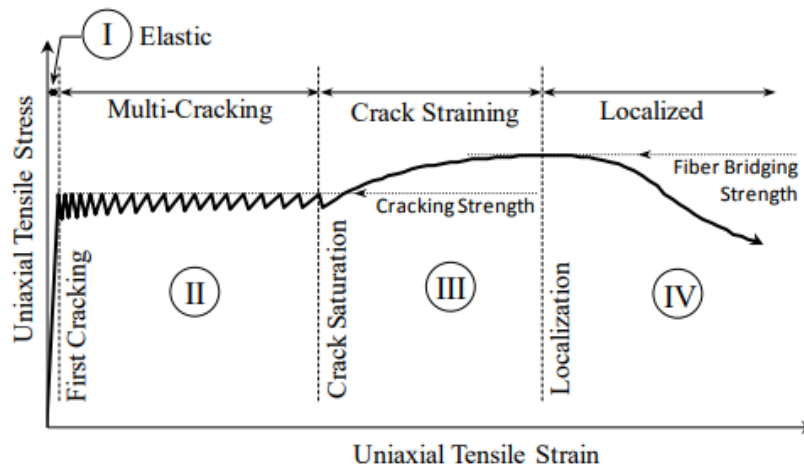 I Elastic
Multi-Cracking
Crack Straining
Localized
Fiber Bridging
Strength
Cracking Strength
Uniaxial Tensile Stress
First Cracking
II
Crack Saturation
III
Localization
IV
Uniaxial Tensile Strain